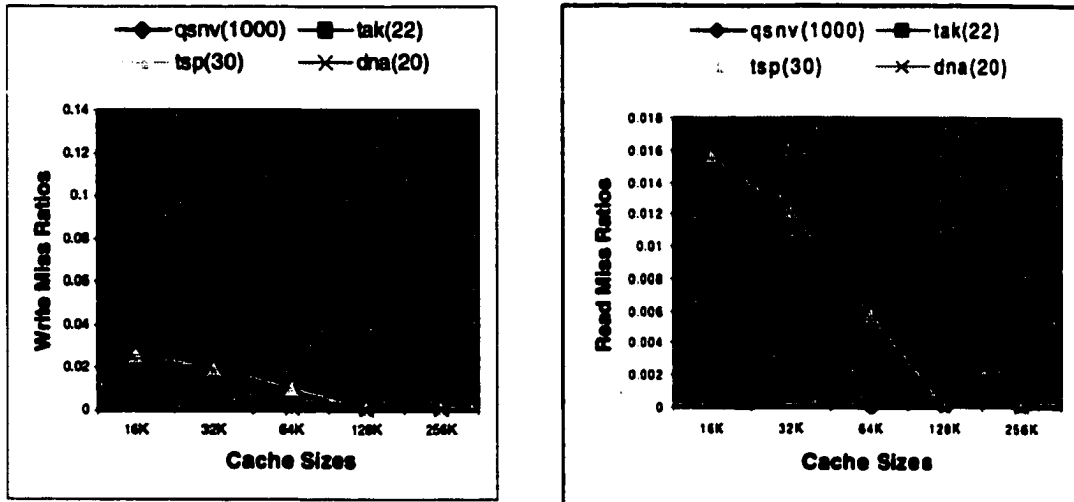 qsnv(1000) tak(22)
tsp(30) dna(20)
0.14
0.12
0.1
0.08
0.06
0.04
0.02
0
Write Miss Ratios
16K 32K 64K 128K 256K
Cache Sizes
qsnv(1000) tak(22)
tsp(30) dna(20)
0.018
0.016
0.014
0.012
0.01
0.008
0.006
0.004
0.002
0
Read Miss Ratios
16K 32K 64K 128K 256K
Cache Sizes